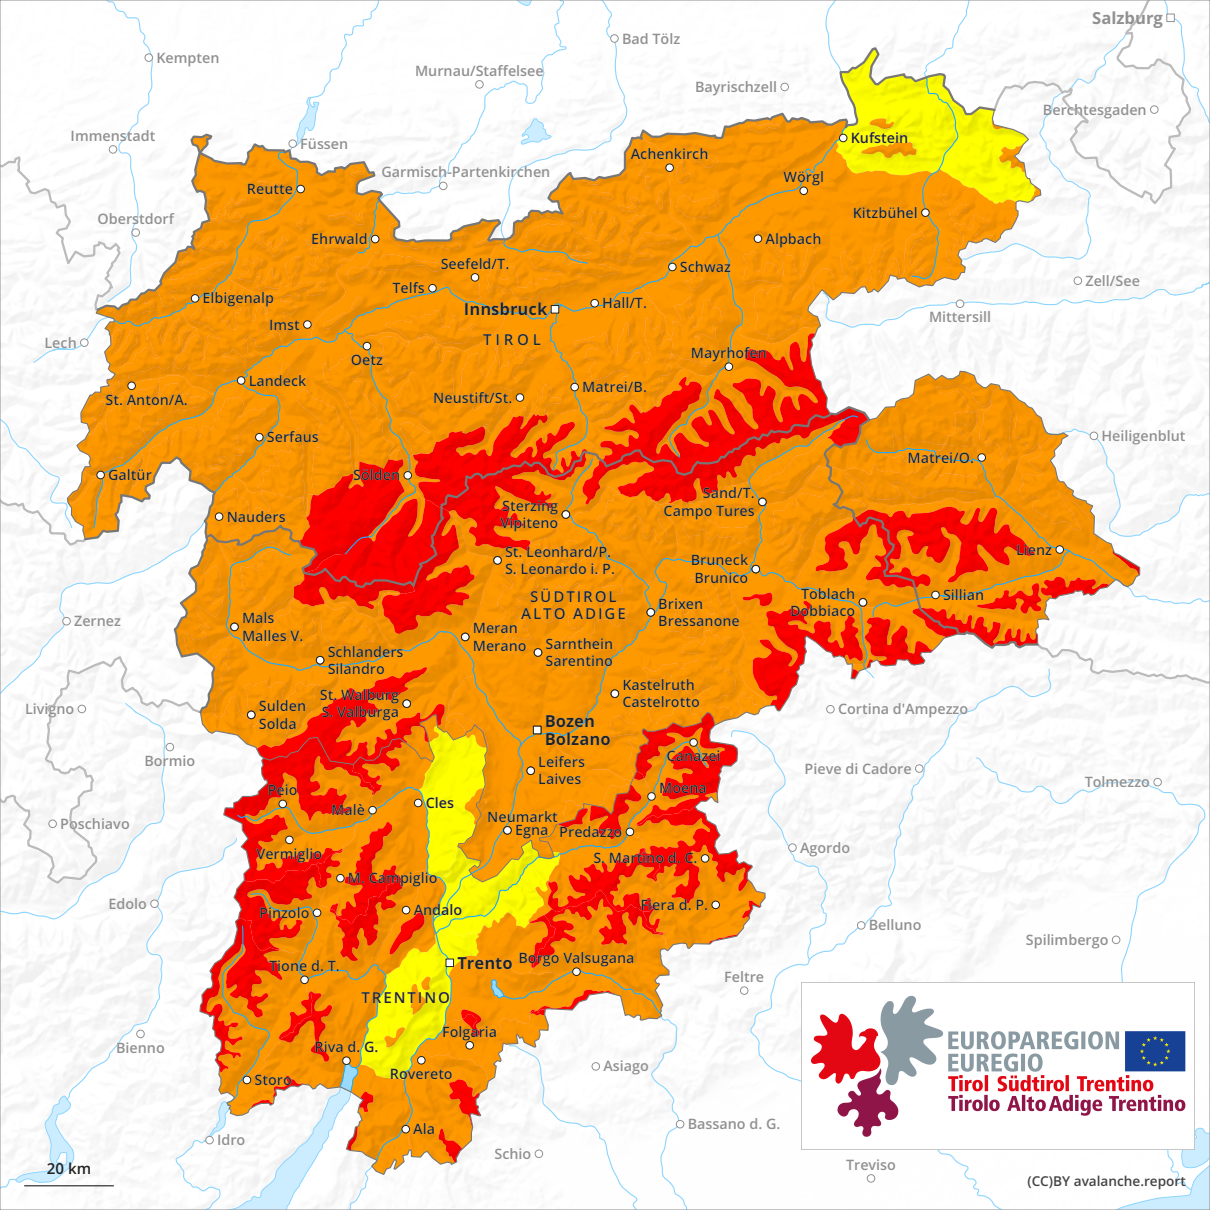 Salzburg
Bad Tölz
Kempten
Murnau/Staffelsee
Bayrischzell
Berchtesgaden
Immenstadt
Füssen
Kufstein
Achenkirch
Garmisch-Partenkirchen
Wörgl
Reutte
Oberstdorf
Kitzbühel
Ehrwald
Alpbach
Seefeld/T.
Schwaz
Zell/See
Telfs
Elbigenalp
Hall/T.
Innsbruck
Mittersill
Imst
TIROL
Lech
Oetz
Mayrhofen
Landeck
Matrei/B.
St. Anton/A.
Neustift/St.
Serfaus
Heiligenblut
Matrei/O.
Galtür
Sölden
Sand/T.
Campo Tures
Sterzing
Vipiteno
Nauders
Lienz
St. Leonhard/P.
S. Leonardo i. P.
Bruneck
Brunico
SÜDTIROL
ALTO ADIGE
Toblach
Dobbiaco
Sillian
Brixen
Bressanone
Zernez
Mals
Malles V.
Meran
Merano
Sarnthein
Sarentino
Schlanders
Silandro
Kastelruth
Castelrotto
St. Walburg
S. Valburga
Livigno
Sulden
Solda
Cortina d'Ampezzo
Bozen
Bolzano
Bormio
Canazei
Leifers
Laives
Pieve di Cadore
Tolmezzo
Peio
Moena
Malè
Cles
Neumarkt
Egna
Predazzo
Poschiavo
Vermiglio
Agordo
S. Martino d. C.
M. Campiglio
Edolo
Pinzolo
Andalo
Fiera d. P.
Belluno
Spilimbergo
Trento
Borgo Valsugana
Tione d. T.
Feltre
TRENTINO
Bienno
Folgaria
Riva d. G.
Rovereto
Asiago
Storo
EUROPAREGION
EUREGIO
Tirol Südtirol Trentino
Tirolo Alto Adige Trentino
Ala
Bassano d. G.
Idro
Schio
Treviso
20 km
(CC)BY avalanche.report